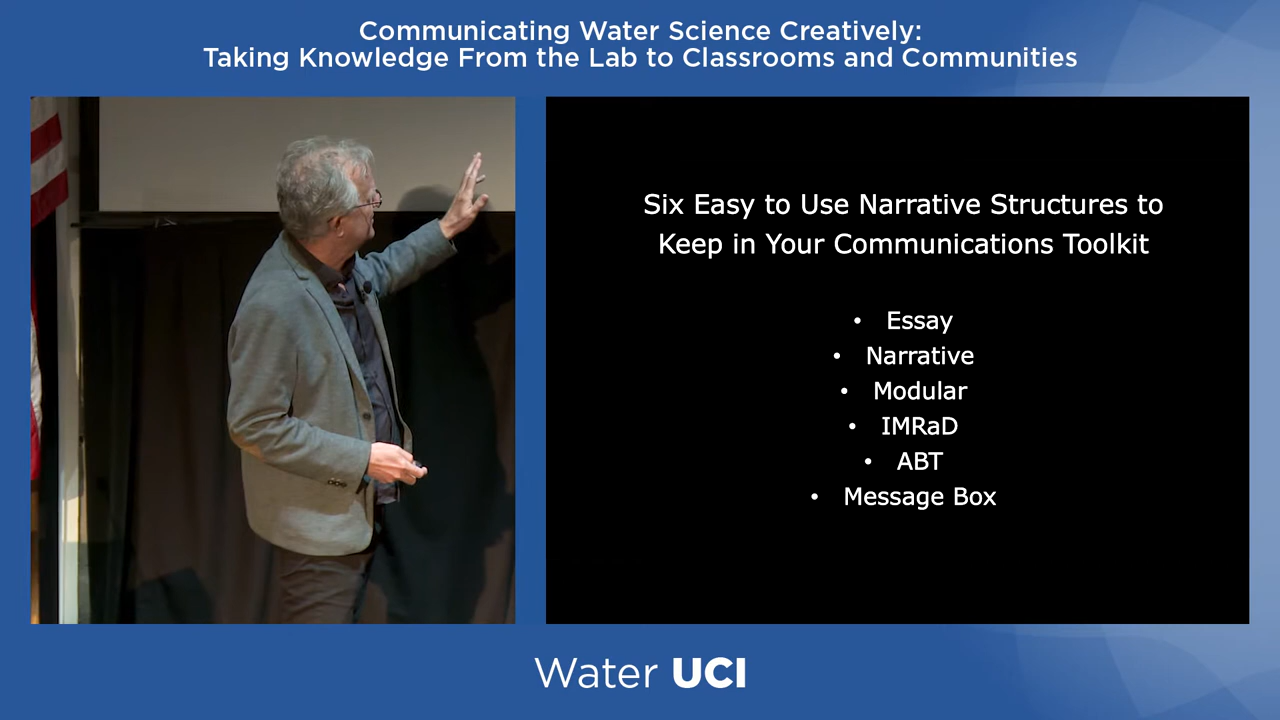 Communicating Water Science Creatively:
Taking Knowledge From the Lab to Classrooms and Communities
Six Easy to Use Narrative Structures to
Keep in Your Communications Toolkit
• Essay
• Narrative
• Modular
• IMRaD
• ABT
• Message Box
Water UCI